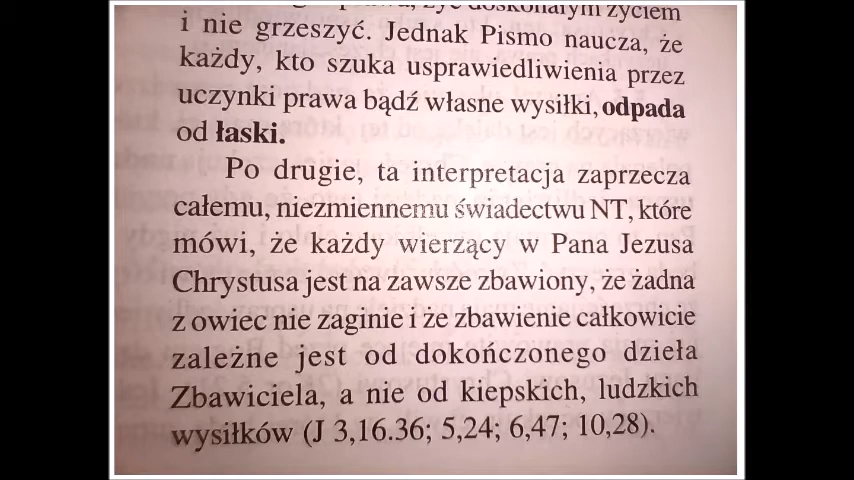 żyć doskonałym życiem
i nie grzeszyć. Jednak Pismo naucza, że
każdy, kto szuka usprawiedliwienia przez
uczynki prawa bądź własne wysiłki, odpada
od łaski.
Po drugie, ta interpretacja zaprzecza
całemu, niezmiennemu świadectwu NT, które
mówi, że każdy wierzący w Pana Jezusa
Chrystusa jest na zawsze zbawiony, że żadna
z owiec nie zaginie i że zbawienie całkowicie
zależne jest od dokończonego dzieła
Zbawiciela, a nie od kiepskich, ludzkich
wysiłków (J 3,16.36; 5,24; 6,47; 10,28).